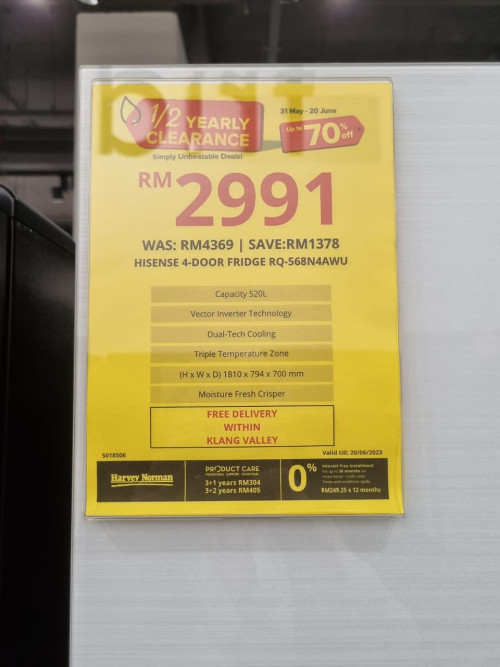 1/2 YEARLY
CLEARANCE
Simply Unbeatable Deals!
31 May - 20 June
Up to 70% off
RM 2991
WAS: RM4369 | SAVE:RM1378
HISENSE 4-DOOR FRIDGE RQ-568N4AWU
Capacity 520L
Vector Inverter Technology
Dual-Tech Cooling
Triple Temperature Zone
(H x W x D) 1810 x 794 x 700 mm
Moisture Fresh Crisper
FREE DELIVERY
WITHIN
KLANG VALLEY
5018506
Valid till: 20/06/2023
Harvey Norman
PRODUCT CARE
3+1 years RM304
3+2 years RM405
0%
Interest Free Installment
RM249.25 x 12 months